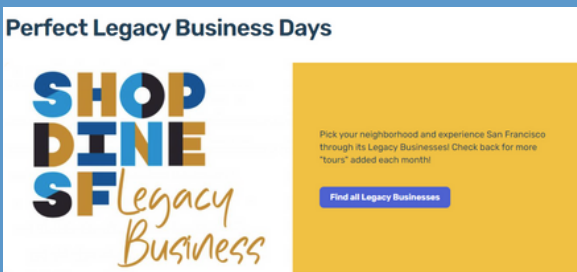 Perfect Legacy Business Days
SHOP
DINE
SF Legacy
Business
Pick your neighborhood and experience San Francisco
through its Legacy Businesses! Check back for more
"tours" added each month!
Find all Legacy Businesses